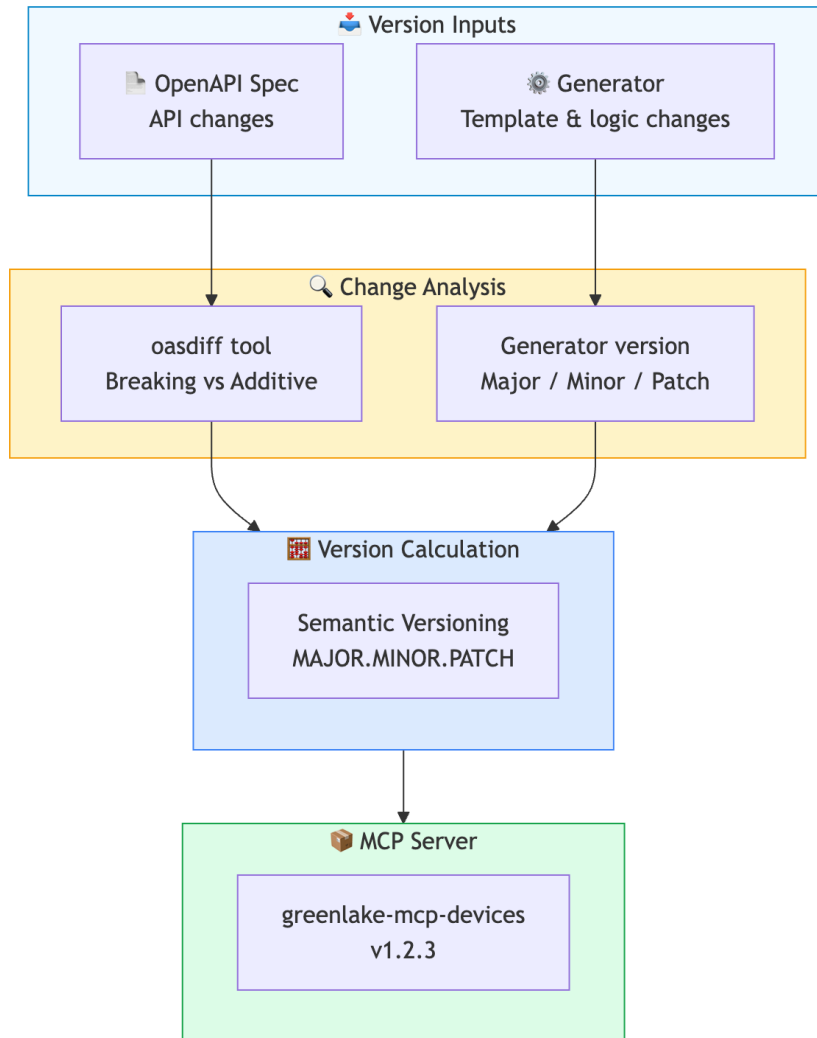 📥 Version Inputs
📄 OpenAPI Spec
API changes
⚙️ Generator
Template & logic changes
🔍 Change Analysis
oasdiff tool
Breaking vs Additive
Generator version
Major / Minor / Patch
🧮 Version Calculation
Semantic Versioning
MAJOR.MINOR.PATCH
📦 MCP Server
greenlake-mcp-devices
v1.2.3